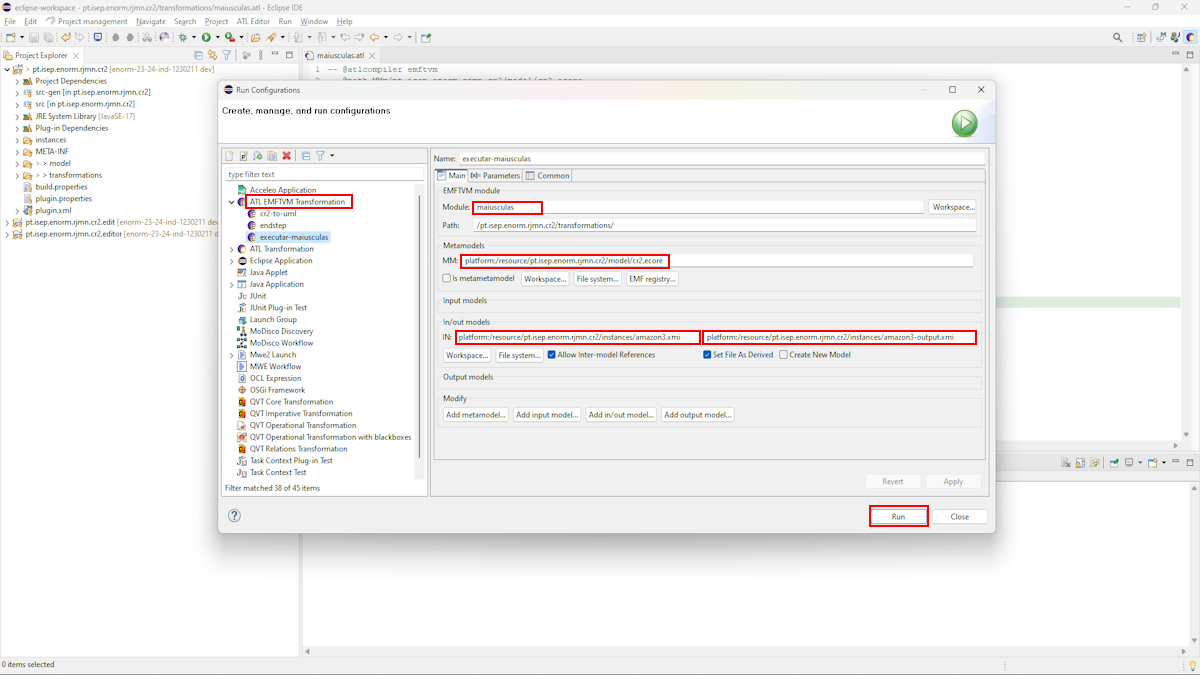 eclipse-workspace - pt.isep.enorm.rjmn.cr2/transformations/maiusculas.atl - Eclipse IDE
File Edit Project management Navigate Search Project ATL Editor Run Window Help
Project Explorer
maiusculas.atl
> pt.isep.enorm.rjmn.cr2 [enorm-23-24-ind-1230211 dev]
Project Dependencies
src-gen [in pt.isep.enorm.rjmn.cr2]
src [in pt.isep.enorm.rjmn.cr2]
JRE System Library [JavaSE-17]
Plug-in Dependencies
instances
META-INF
> > model
> > transformations
build.properties
plugin.properties
plugin.xml
pt.isep.enorm.rjmn.cr2.edit [enorm-23-24-ind-1230211 dev
pt.isep.enorm.rjmn.cr2.editor [enorm-23-24-ind-1230211 d
1 -- @atlcompiler emftvm
Run Configurations
Create, manage, and run configurations
type filter text
Acceleo Application
ATL EMFTVM Transformation
cr2-to-uml
endstep
executar-maiusculas
ATL Transformation
Eclipse Application
Java Applet
Java Application
JUnit
JUnit Plug-in Test
Launch Group
MoDisco Discovery
MoDisco Workflow
Mwe2 Launch
MWE Workflow
OCL Expression
OSGi Framework
QVT Core Transformation
QVT Imperative Transformation
QVT Operational Transformation
QVT Operational Transformation with blackboxes
QVT Relations Transformation
Task Context Plug-in Test
Task Context Test
Filter matched 38 of 45 items
Name: executar-maiusculas
Main Parameters Common
EMFTVM module
Module: maiusculas Workspace...
Path: /pt.isep.enorm.rjmn.cr2/transformations/
Metamodels
MM: platform:/resource/pt.isep.enorm.rjmn.cr2/model/cr2.ecore
Is metametamodel Workspace... File system... EMF registry...
Input models
In/out models
IN: platform:/resource/pt.isep.enorm.rjmn.cr2/instances/amazon3.xmi platform:/resource/pt.isep.enorm.rjmn.cr2/instances/amazon3-output.xmi
Workspace... File system... Allow Inter-model References Set File As Derived Create New Model
Output models
Modify
Add metamodel... Add input model... Add in/out model... Add output model...
Revert Apply
Run Close
0 items selected